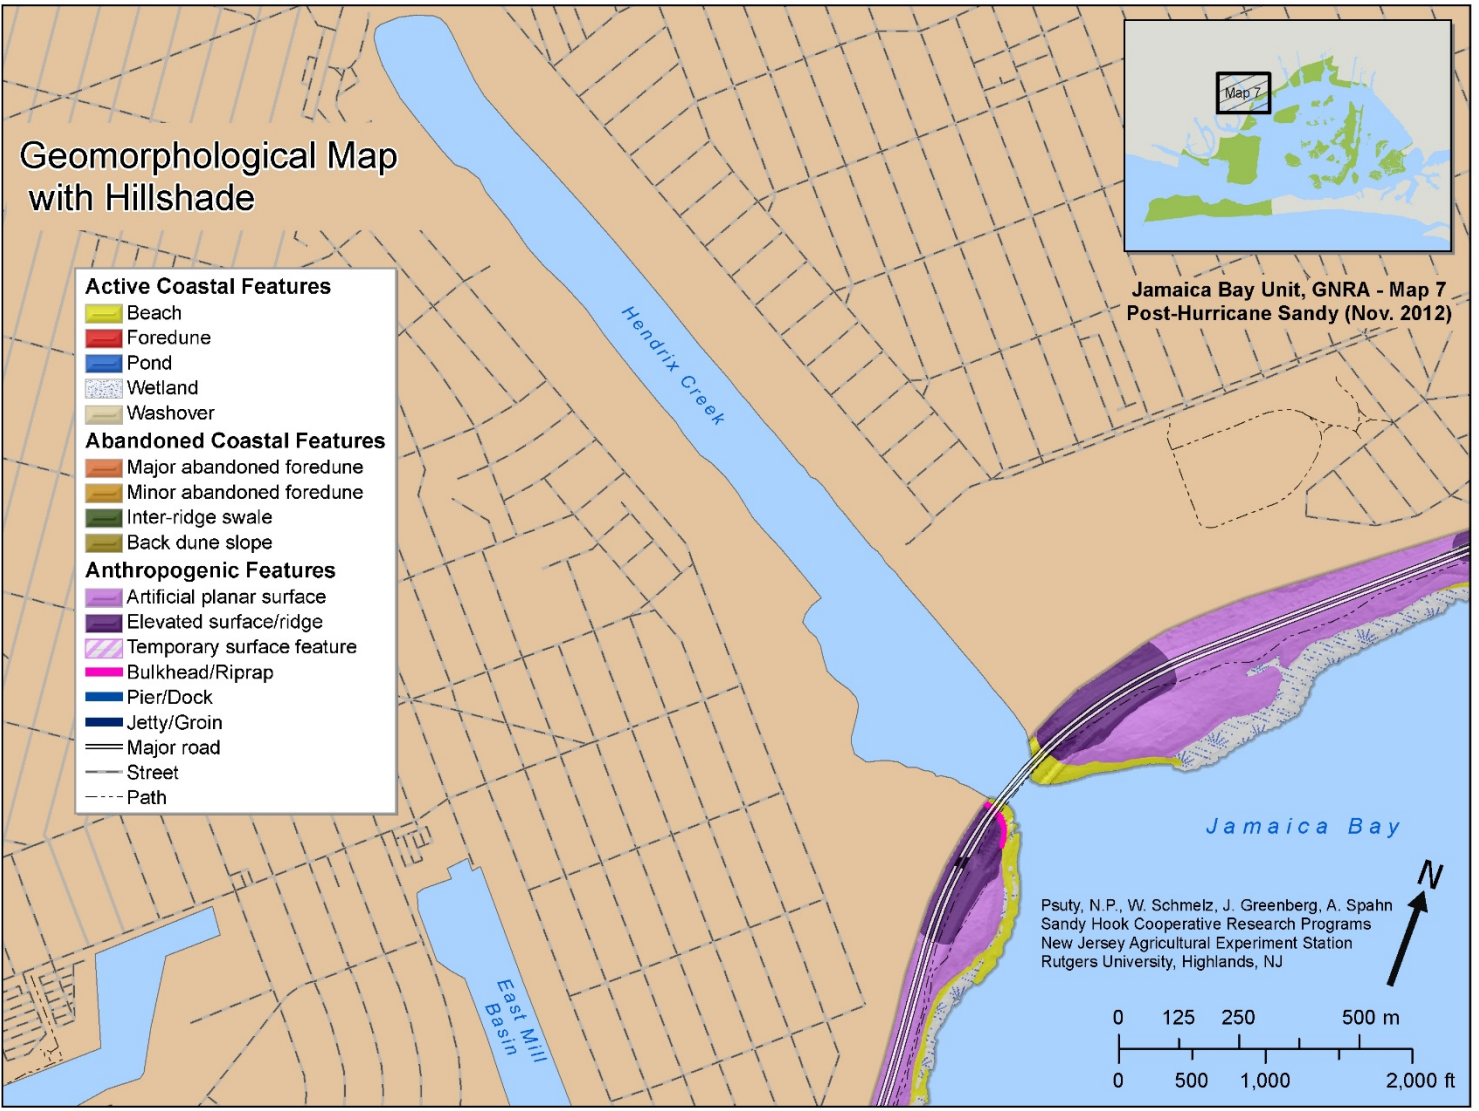 Geomorphological Map
with Hillshade
Active Coastal Features
Beach
Foredune
Pond
Wetland
Washover
Abandoned Coastal Features
Major abandoned foredune
Minor abandoned foredune
Inter-ridge swale
Back dune slope
Anthropogenic Features
Artificial planar surface
Elevated surface/ridge
Temporary surface feature
Bulkhead/Riprap
Pier/Dock
Jetty/Groin
Major road
Street
Path
Hendrix Creek
East Mill
Basin
Map 7
Jamaica Bay Unit, GNRA - Map 7
Post-Hurricane Sandy (Nov. 2012)
Jamaica Bay
N
Psuty, N.P., W. Schmelz, J. Greenberg, A. Spahn
Sandy Hook Cooperative Research Programs
New Jersey Agricultural Experiment Station
Rutgers University, Highlands, NJ
0 125 250 500 m
0 500 1,000 2,000 ft